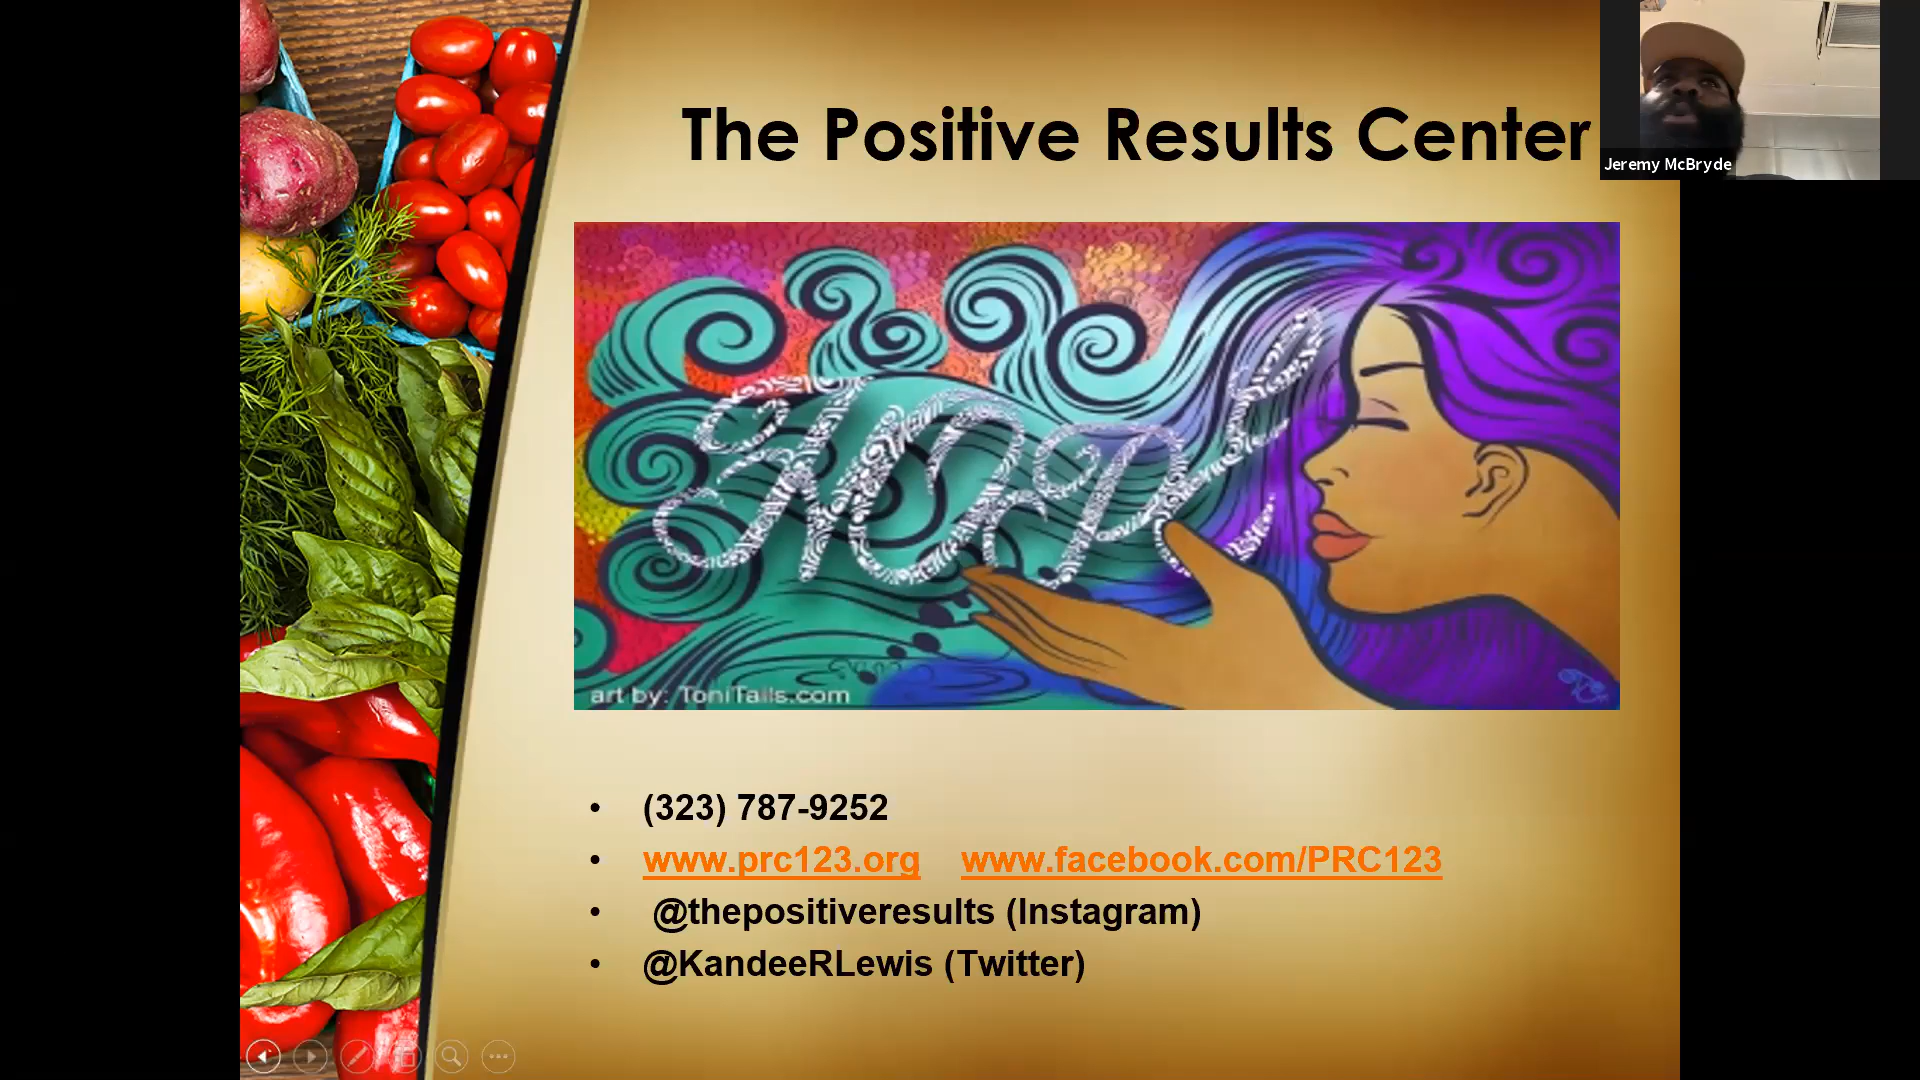 The Positive Results Center
Jeremy McBryde
HOPE
art by: ToniTails.com
• (323) 787-9252
• www.prc123.org www.facebook.com/PRC123
• @thepositiveresults (Instagram)
• @KandeeRLewis (Twitter)